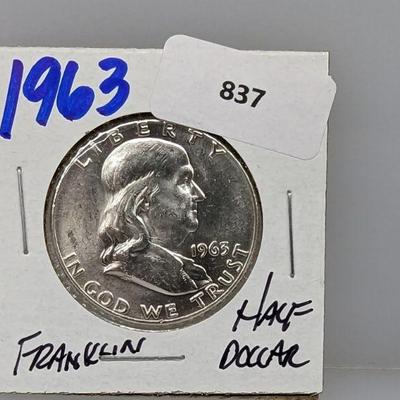 1963
837
LIBERTY
1963
IN GOD WE TRUST
FRANKLIN
HALF
DOLLAR